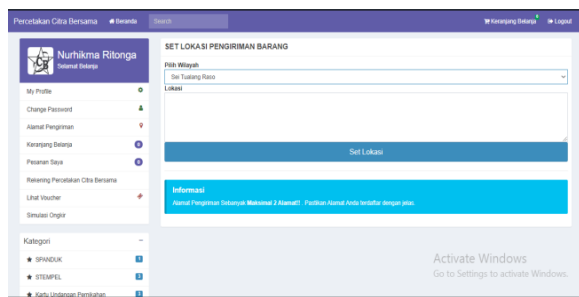 Percetakan Citra Bersama
Beranda
Search
Keranjang Belanja
Logout
CB
Nurhikma Ritonga
Selamat Belanja
My Profile
Change Password
Alamat Pengiriman
Keranjang Belanja
Pesanan Saya
Rekening Percetakan Citra Bersama
Lihat Voucher
Simulasi Ongkir
Kategori
SPANDUK
STEMPEL
Kartu Undangan Pernikahan
SET LOKASI PENGIRIMAN BARANG
Pilih Wilayah
Sei Tualang Raso
Lokasi
Set Lokasi
Informasi
Alamat Pengiriman Sebanyak Maksimal 2 Alamat!! . Pastikan Alamat Anda terdaftar dengan jelas.
Activate Windows
Go to Settings to activate Windows.